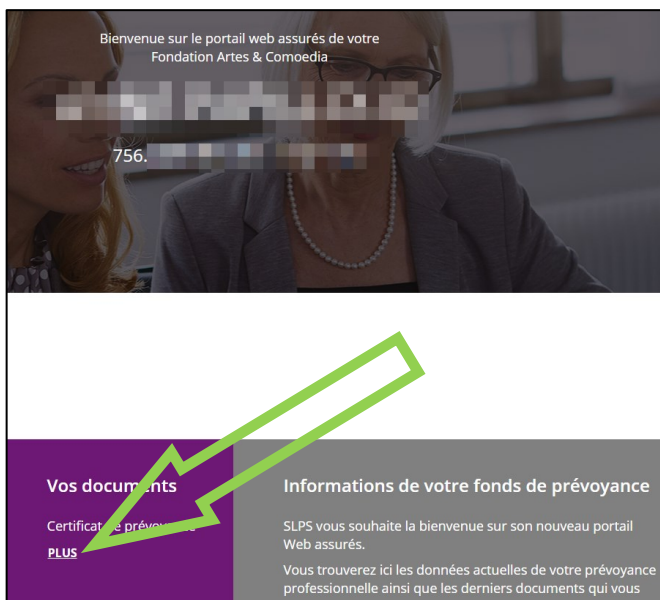 Bienvenue sur le portail web assurés de votre
Fondation Artes & Comoedia
756.
Vos documents
Certificat de prévoyance
PLUS
Informations de votre fonds de prévoyance
SLPS vous souhaite la bienvenue sur son nouveau portail
Web assurés.
Vous trouverez ici les données actuelles de votre prévoyance
professionnelle ainsi que les derniers documents qui vous